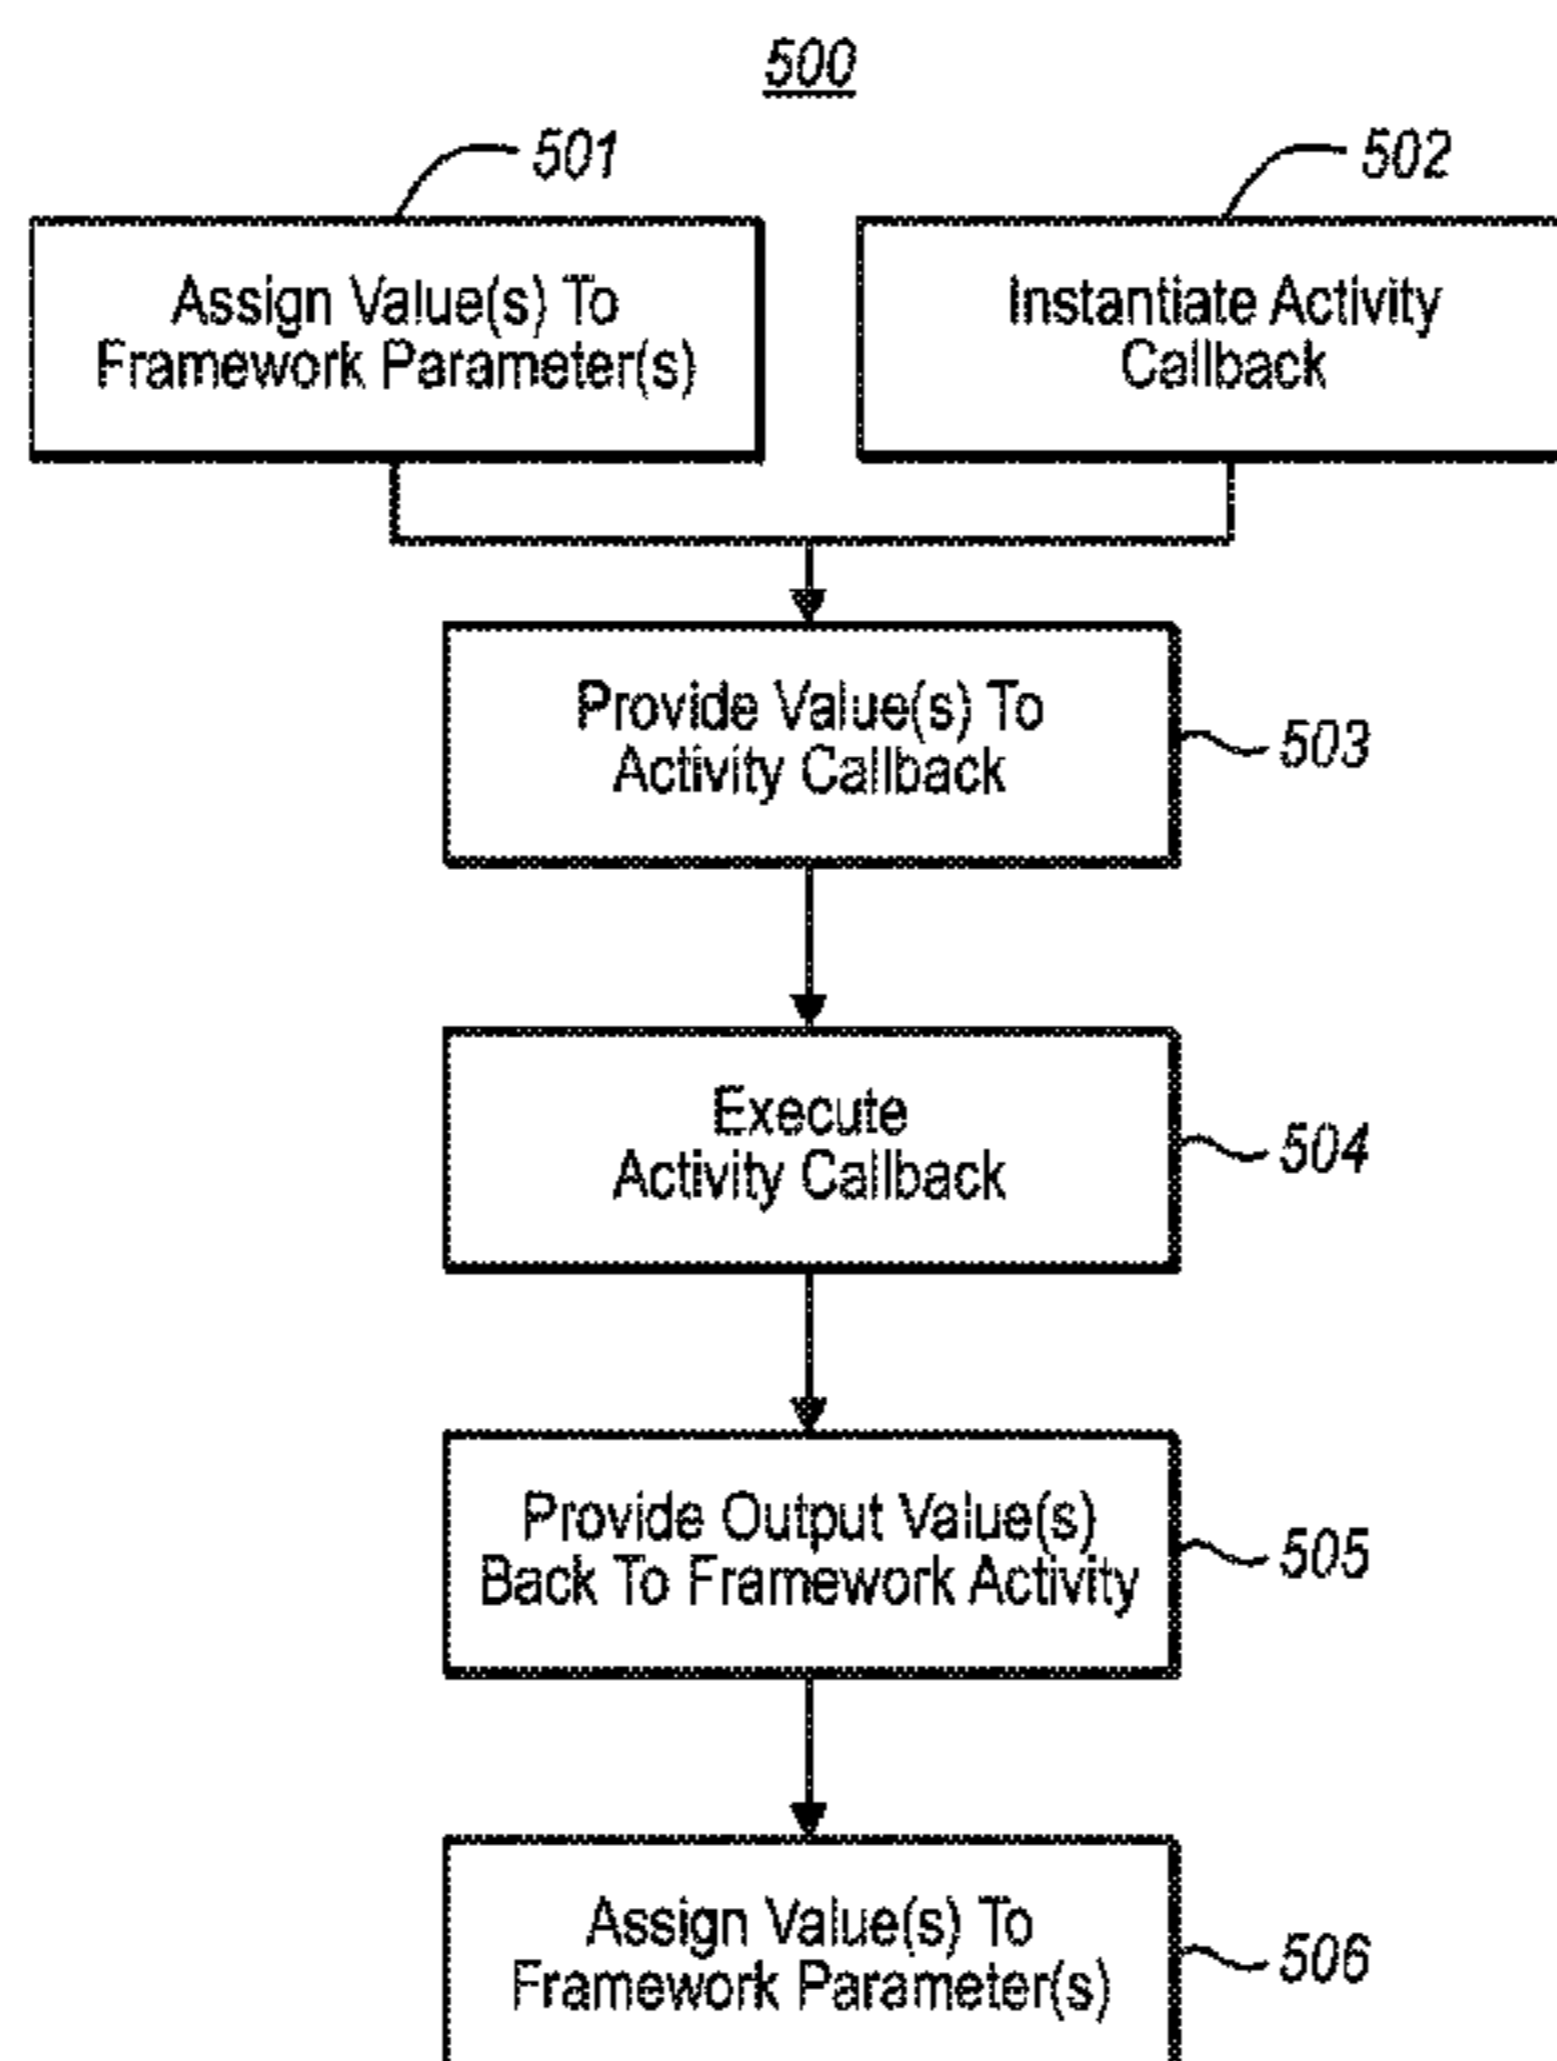 500
501
502
Assign Value(s) To
Framework Parameter(s)
Instantiate Activity
Callback
Provide Value(s) To
Activity Callback
503
Execute
Activity Callback
504
Provide Output Value(s)
Back To Framework Activity
505
Assign Value(s) To
Framework Parameter(s)
506